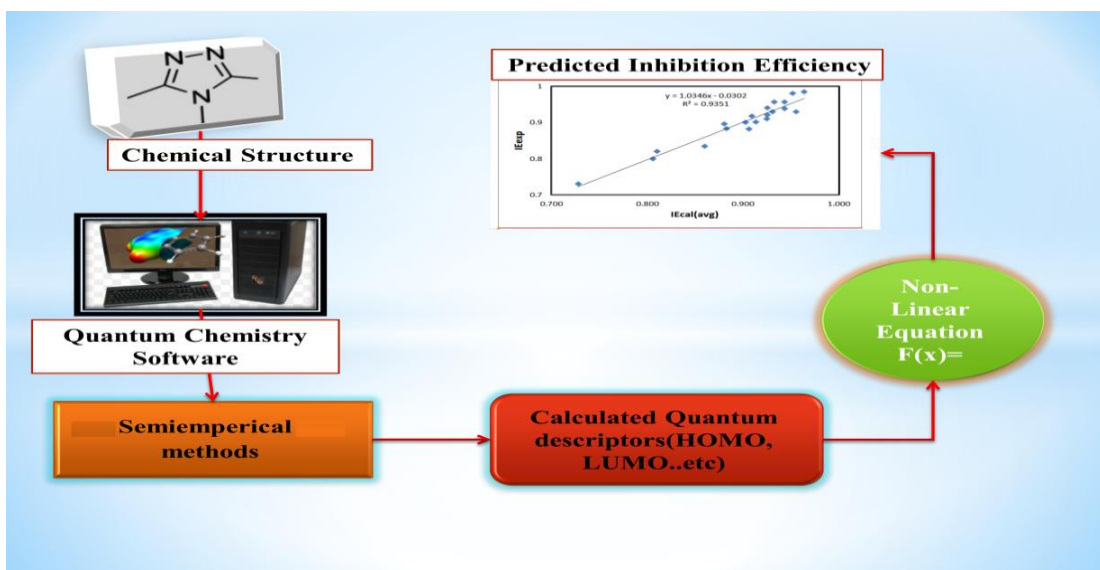 N
N
N
Chemical Structure
Quantum Chemistry
Software
Semiemperical
methods
Calculated Quantum
descriptors(HOMO,
LUMO..etc)
Non-
Linear
Equation
F(x)=
Predicted Inhibition Efficiency
y = 1.0346x - 0.0302
R² = 0.9351
IEexp
1
0.9
0.8
0.7
0.700
0.800
0.900
1.000
IEcal(avg)